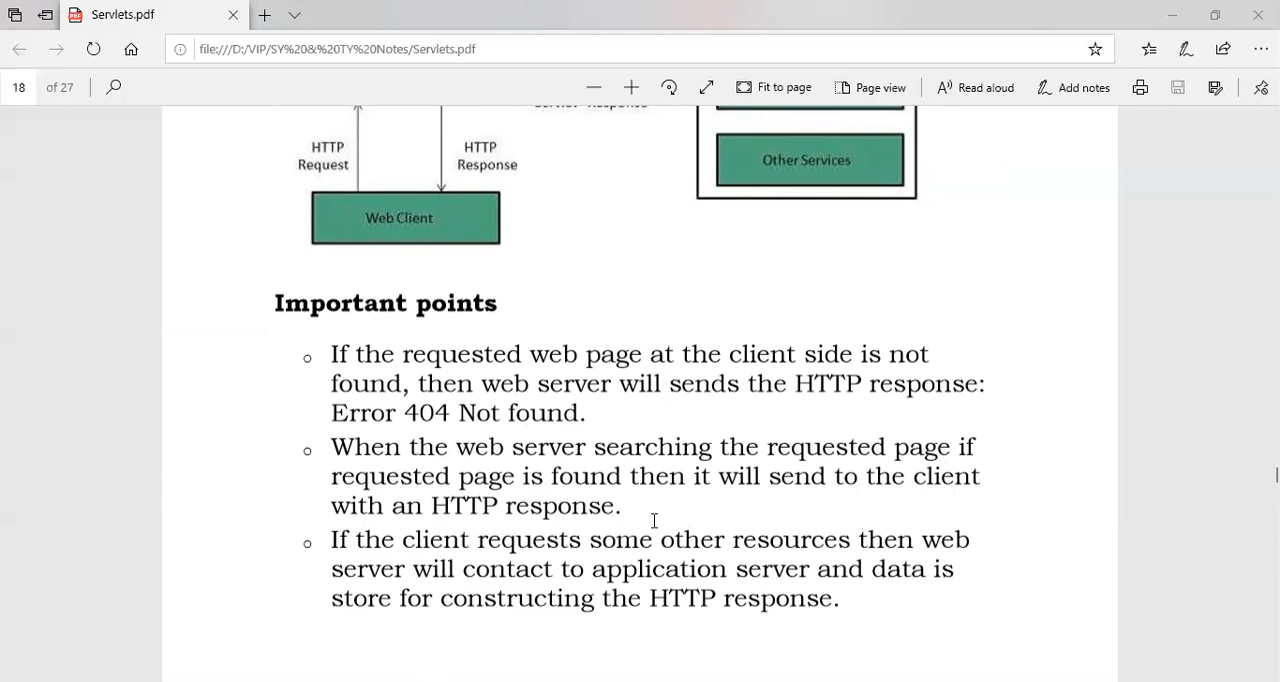 Servlets.pdf
file:///D:/VIP/SY%20&%20TY%20Notes/Servlets.pdf
18 of 27
Fit to page
Page view
Read aloud
Add notes
HTTP
Request
HTTP
Response
Other Services
Web Client
Important points
If the requested web page at the client side is not
found, then web server will sends the HTTP response:
Error 404 Not found.
When the web server searching the requested page if
requested page is found then it will send to the client
with an HTTP response.
If the client requests some other resources then web
server will contact to application server and data is
store for constructing the HTTP response.